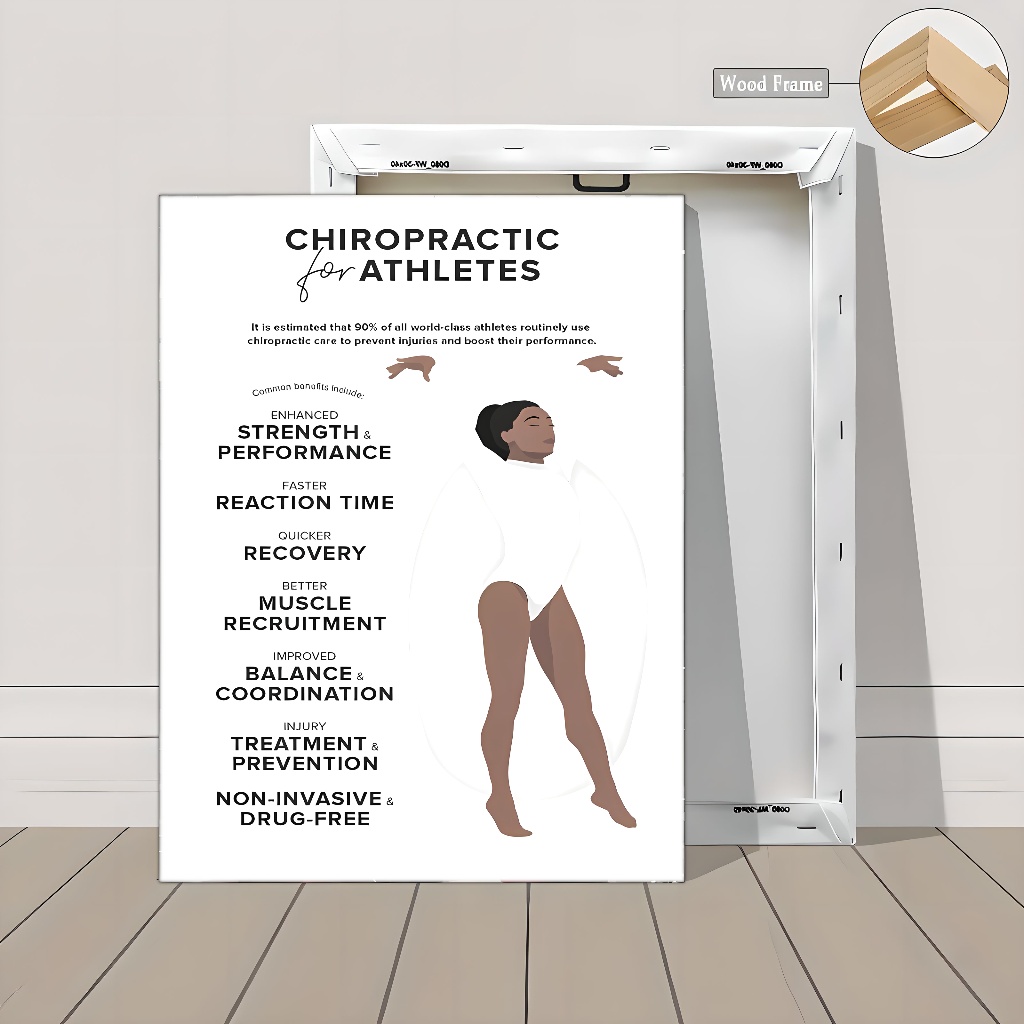 Wood Frame
CHIROPRACTIC
for ATHLETES
It is estimated that 90% of all world-class athletes routinely use
chiropractic care to prevent injuries and boost their performance.
Common benefits include:
ENHANCED
STRENGTH &
PERFORMANCE
FASTER
REACTION TIME
QUICKER
RECOVERY
BETTER
MUSCLE
RECRUITMENT
IMPROVED
BALANCE &
COORDINATION
INJURY
TREATMENT &
PREVENTION
NON-INVASIVE &
DRUG-FREE